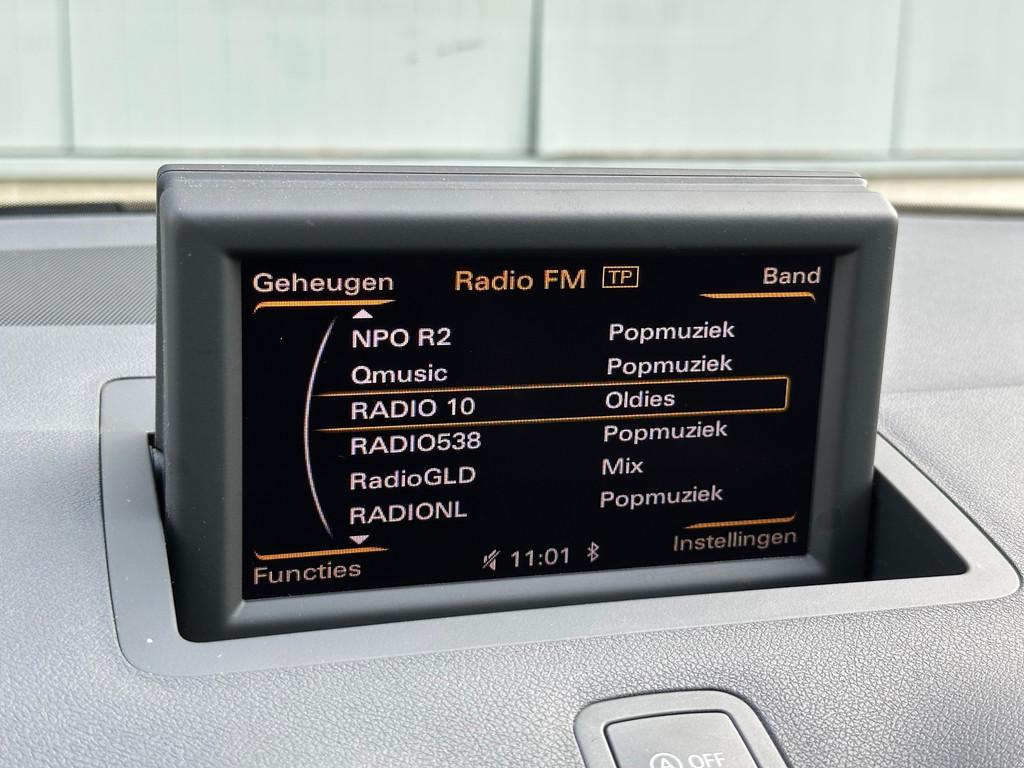 Geheugen Radio FM TP Band
NPO R2 Popmuziek
Qmusic Popmuziek
RADIO 10 Oldies
RADIO538 Popmuziek
RadioGLD Mix
RADIONL Popmuziek
Functies 11:01 Instellingen
A OFF